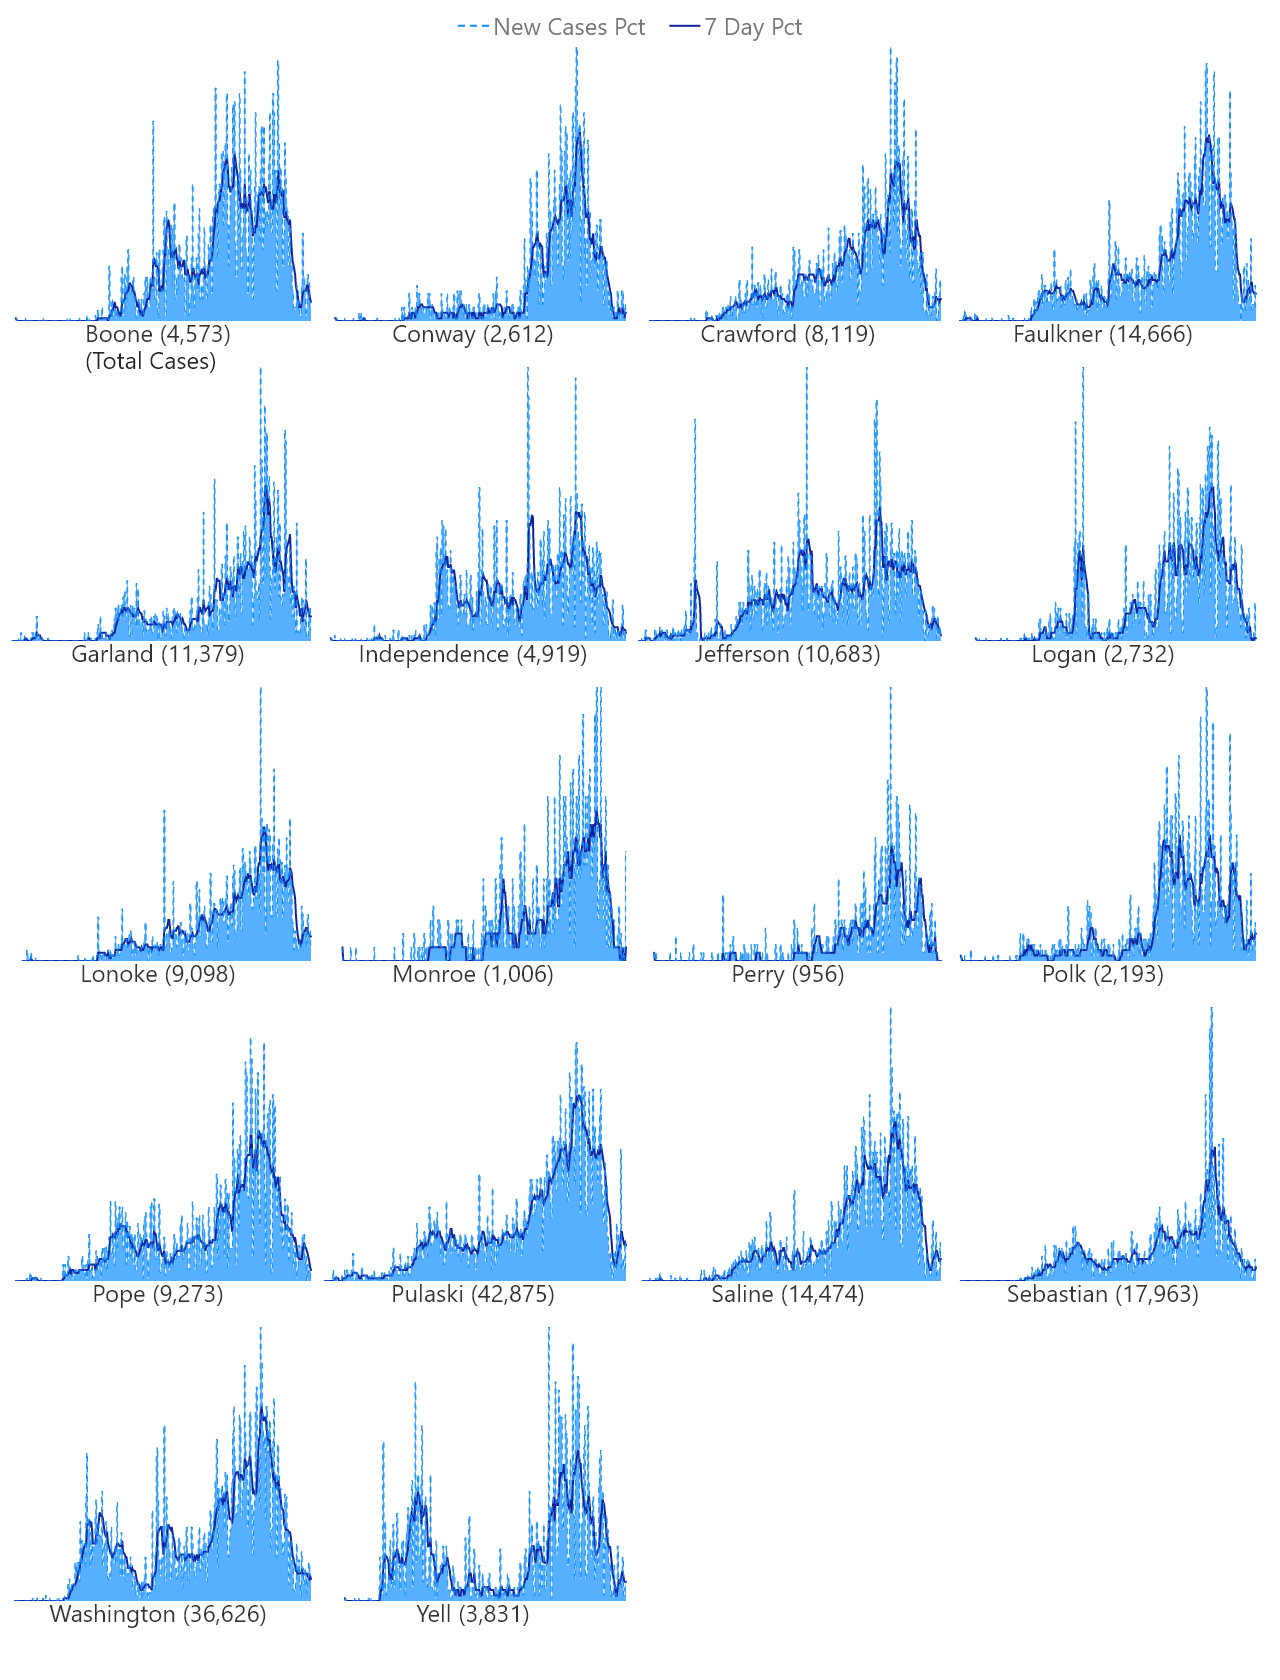 New Cases Pct 7 Day Pct
Boone (4,573) Conway (2,612) Crawford (8,119) Faulkner (14,666)
(Total Cases)
Garland (11,379) Independence (4,919) Jefferson (10,683) Logan (2,732)
Lonoke (9,098) Monroe (1,006) Perry (956) Polk (2,193)
Pope (9,273) Pulaski (42,875) Saline (14,474) Sebastian (17,963)
Washington (36,626) Yell (3,831)